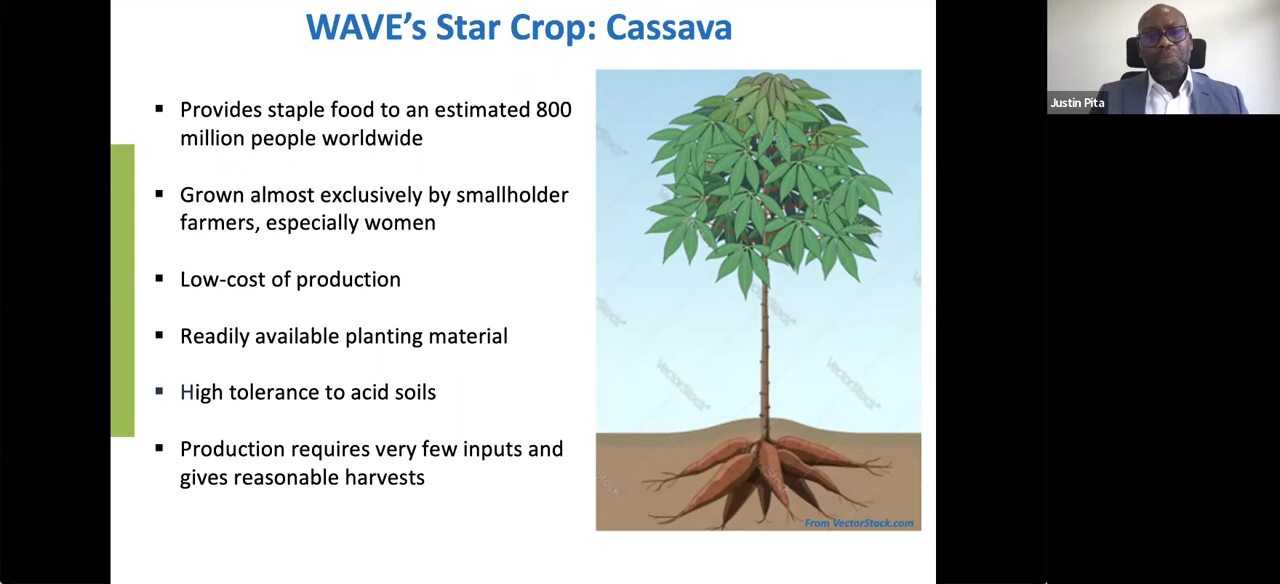 WAVE's Star Crop: Cassava
▪ Provides staple food to an estimated 800
million people worldwide
▪ Grown almost exclusively by smallholder
farmers, especially women
▪ Low-cost of production
▪ Readily available planting material
▪ High tolerance to acid soils
▪ Production requires very few inputs and
gives reasonable harvests
VectorStock
VectorStock
From VectorStock.com
Justin Pita